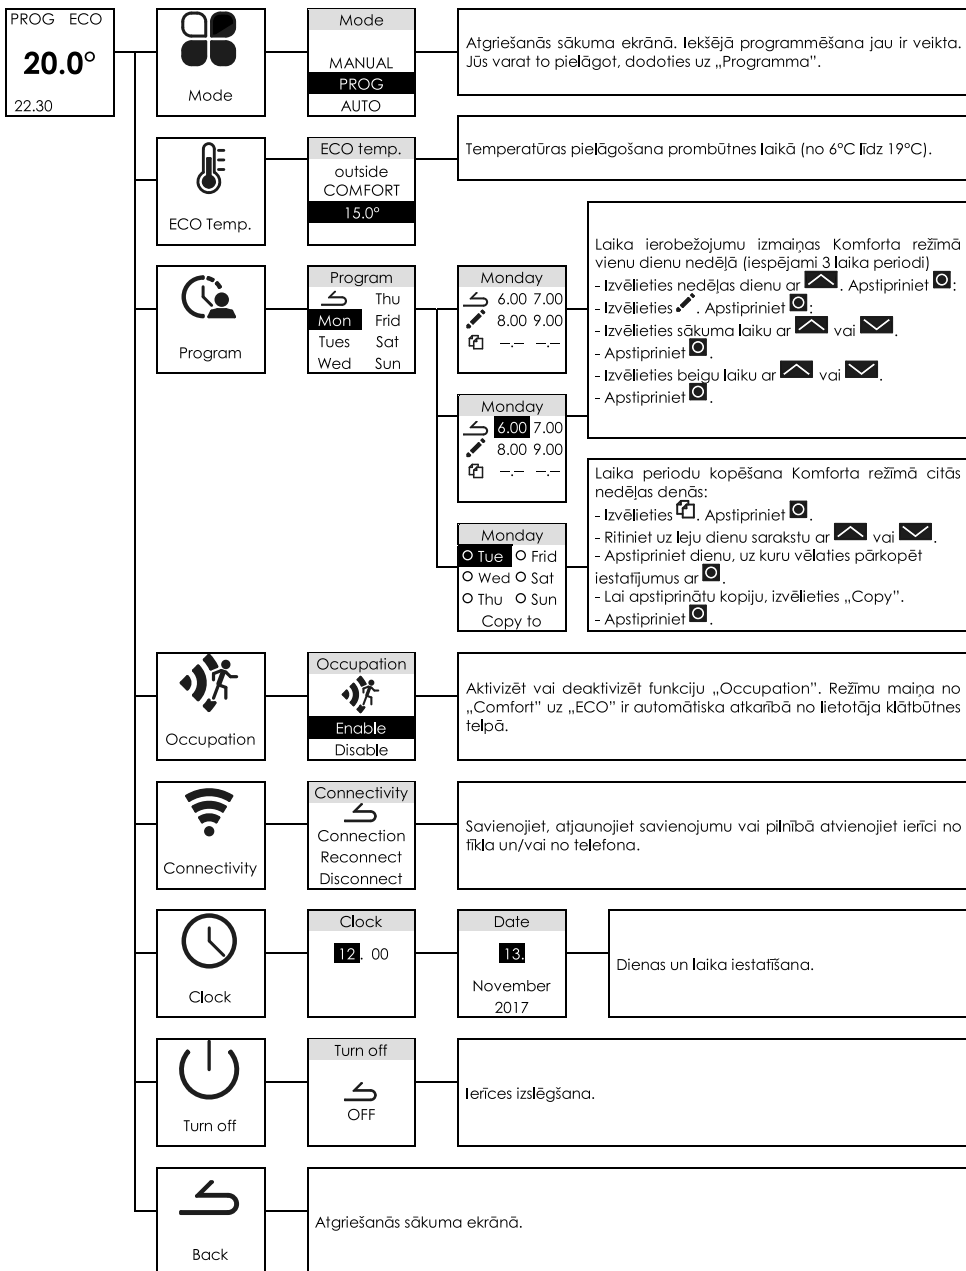 PROG ECO
20.0°
22.30
Mode
Mode
MANUAL
PROG
AUTO
Atgriešanās sākuma ekrānā. Iekšējā programmēšana jau ir veikta.
Jūs varat to pielāgot, dodoties uz „Programma”.
ECO Temp.
ECO temp.
outside
COMFORT
15.0°
Temperatūras pielāgošana prombūtnes laikā (no 6°C līdz 19°C).
Program
Program
Thu
Mon Frid
Tues Sat
Wed Sun
Monday
6.00 7.00
8.00 9.00
–.– –.–
Laika ierobežojumu izmaiņas Komforta režīmā
vienu dienu nedēļā (iespējami 3 laika periodi)
- Izvēlieties nedēļas dienu ar . Apstipriniet :
- Izvēlieties . Apstipriniet :
- Izvēlieties sākuma laiku ar vai .
- Apstipriniet .
- Izvēlieties beigu laiku ar vai .
- Apstipriniet .
Monday
6.00 7.00
8.00 9.00
–.– –.–
Monday
Tue Frid
Wed Sat
Thu Sun
Copy to
Laika periodu kopēšana Komforta režīmā citās
nedēļas denās:
- Izvēlieties . Apstipriniet .
- Ritiniet uz leju dienu sarakstu ar vai .
- Apstipriniet dienu, uz kuru vēlaties pārkopēt
iestatījumus ar .
- Lai apstiprinātu kopiju, izvēlieties „Copy”.
- Apstipriniet .
Occupation
Occupation
Enable
Disable
Aktivizēt vai deaktivizēt funkciju „Occupation”. Režīmu maiņa no
„Comfort” uz „ECO” ir automātiska atkarībā no lietotāja klātbūtnes
telpā.
Connectivity
Connectivity
Connection
Reconnect
Disconnect
Savienojiet, atjaunojiet savienojumu vai pilnībā atvienojiet ierīci no
tīkla un/vai no telefona.
Clock
Clock
12. 00
Date
13.
November
2017
Dienas un laika iestatīšana.
Turn off
Turn off
OFF
Ierīces izslēgšana.
Back
Atgriešanās sākuma ekrānā.